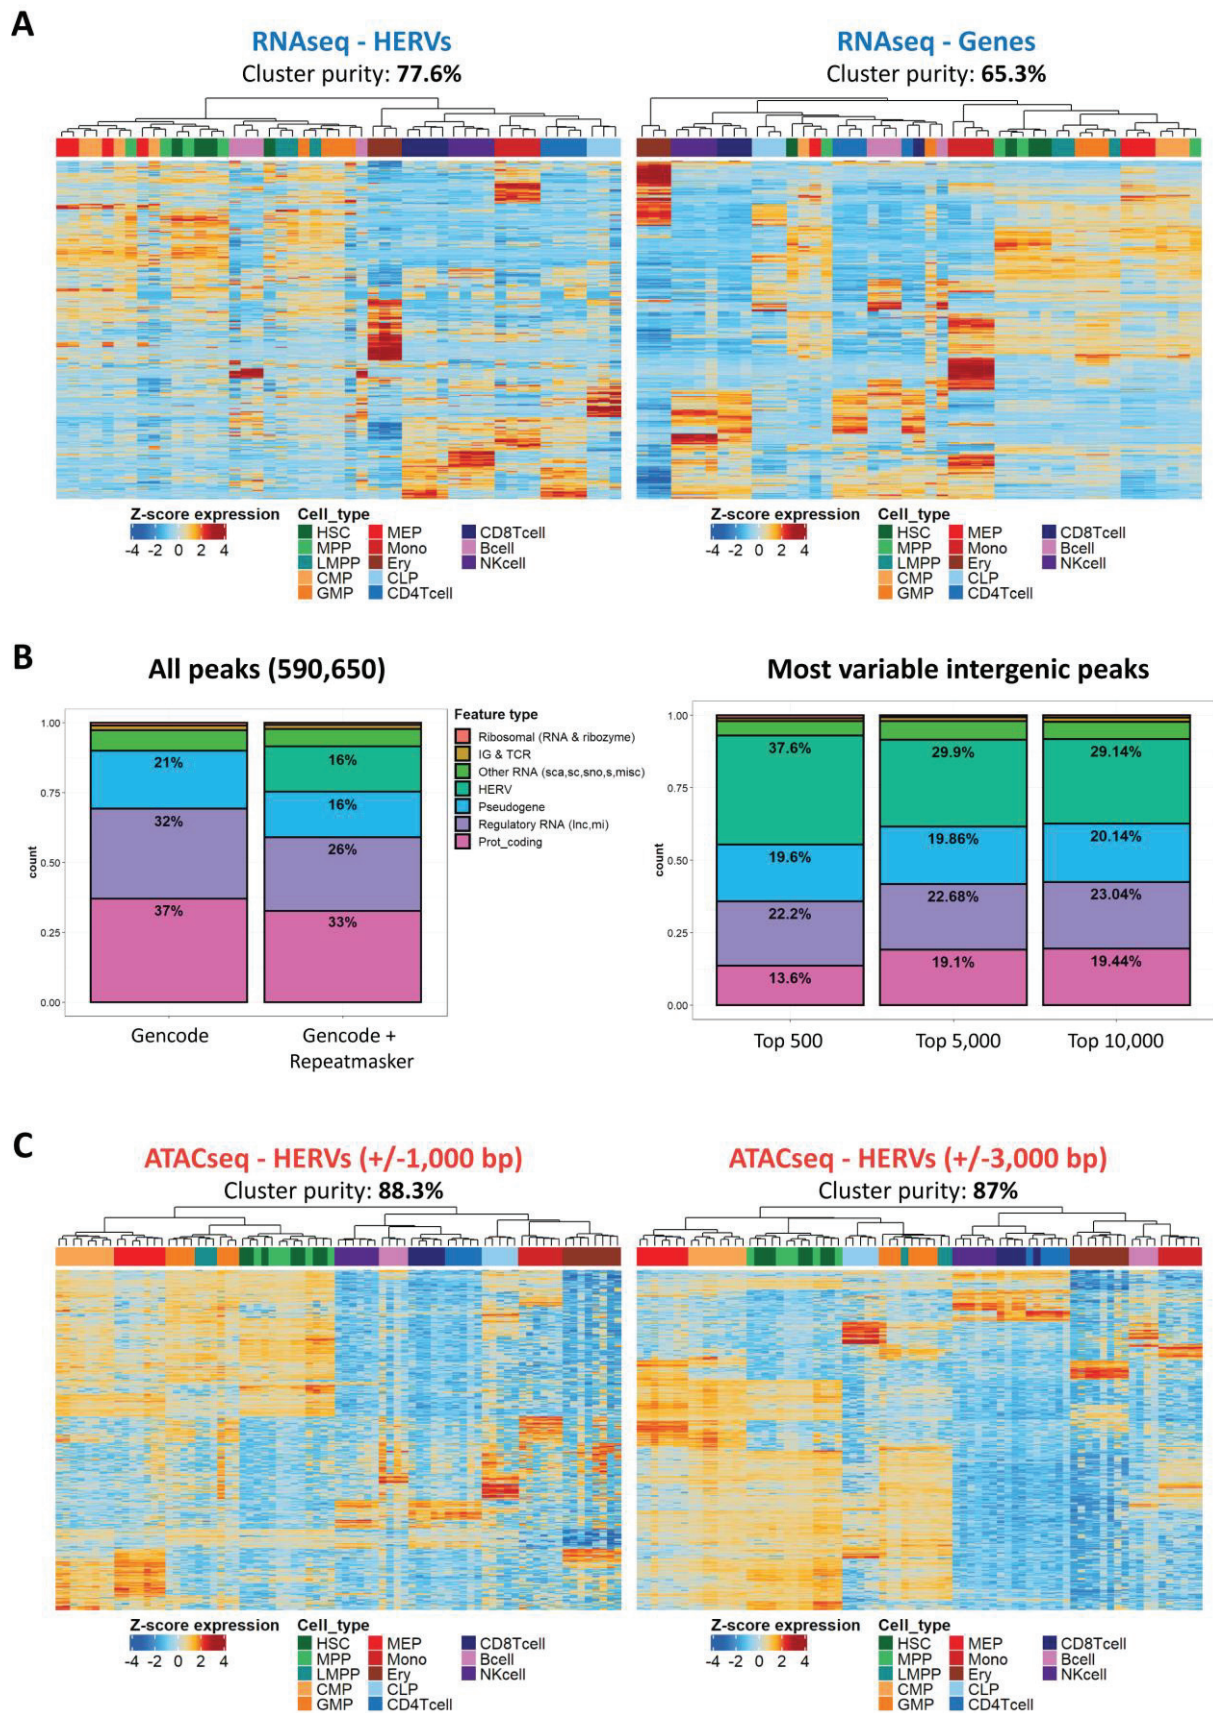 A
RNAseq - HERVs
Cluster purity: 77.6%
RNAseq - Genes
Cluster purity: 65.3%
Z-score expression
-4 -2 0 2 4
Cell_type
HSC
MPP
LMPP
CMP
GMP
MEP
Mono
Ery
CLP
CD4Tcell
CD8Tcell
Bcell
NKcell
Z-score expression
-4 -2 0 2 4
Cell_type
HSC
MPP
LMPP
CMP
GMP
MEP
Mono
Ery
CLP
CD4Tcell
CD8Tcell
Bcell
NKcell
B
All peaks (590,650)
count
1.00
0.75
0.50
0.25
0.00
21%
32%
37%
16%
16%
26%
33%
Gencode
Gencode +
Repeatmasker
Feature type
Ribosomal (RNA & ribozyme)
IG & TCR
Other RNA (sca,sc,sno,s,misc)
HERV
Pseudogene
Regulatory RNA (lnc,mi)
Prot_coding
Most variable intergenic peaks
count
1.00
0.75
0.50
0.25
0.00
37.6%
19.6%
22.2%
13.6%
29.9%
19.86%
22.68%
19.1%
29.14%
20.14%
23.04%
19.44%
Top 500
Top 5,000
Top 10,000
C
ATACseq - HERVs (+/-1,000 bp)
Cluster purity: 88.3%
ATACseq - HERVs (+/-3,000 bp)
Cluster purity: 87%
Z-score expression
-4 -2 0 2 4
Cell_type
HSC
MPP
LMPP
CMP
GMP
MEP
Mono
Ery
CLP
CD4Tcell
CD8Tcell
Bcell
NKcell
Z-score expression
-4 -2 0 2 4
Cell_type
HSC
MPP
LMPP
CMP
GMP
MEP
Mono
Ery
CLP
CD4Tcell
CD8Tcell
Bcell
NKcell